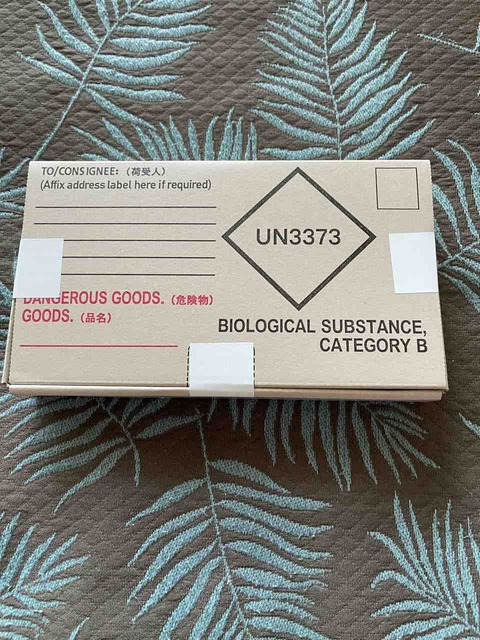 TO/CONSIGNEE:（荷受人）
(Affix address label here if required)
UN3373
DANGEROUS GOODS.（危険物）
GOODS.（品名）
BIOLOGICAL SUBSTANCE,
CATEGORY B